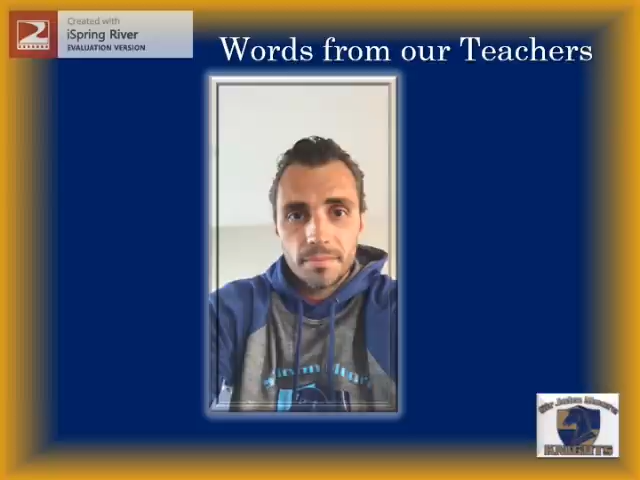 Created with
iSpring River
EVALUATION VERSION
Words from our Teachers
KNIGHTS